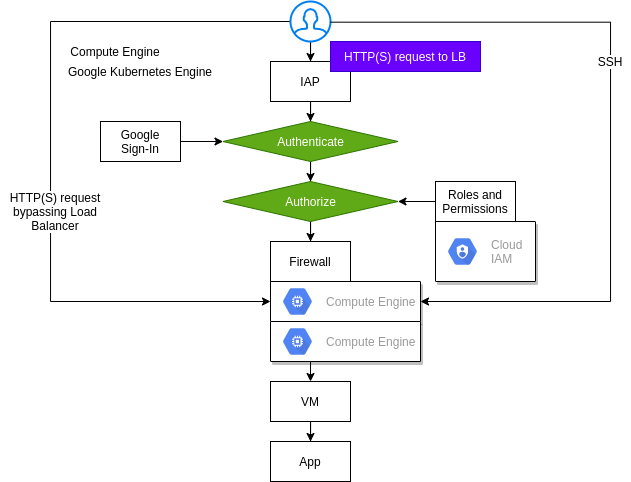 Compute Engine
Google Kubernetes Engine
HTTP(S) request to LB
SSH
IAP
Google
Sign-In
Authenticate
HTTP(S) request
bypassing Load
Balancer
Authorize
Roles and
Permissions
Cloud
IAM
Firewall
Compute Engine
Compute Engine
VM
App